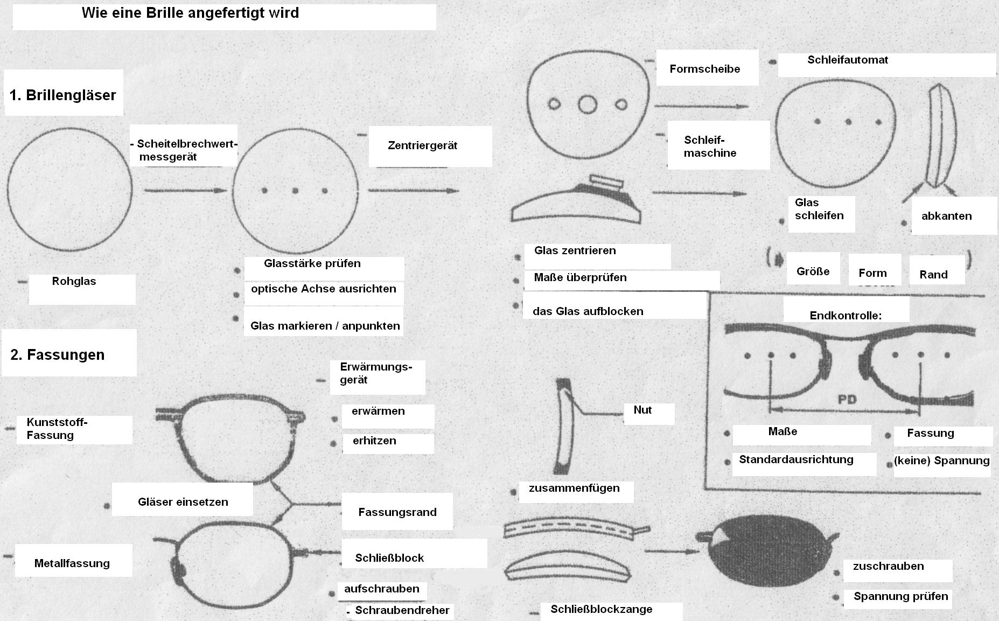 Wie eine Brille angefertigt wird
1. Brillengläser
- Scheitelbrechwert-
messgerät
Zentriergerät
Formscheibe
Schleifautomat
Schleif-
maschine
Rohglas
Glasstärke prüfen
optische Achse ausrichten
Glas markieren / anpunkten
Glas zentrieren
Maße überprüfen
das Glas aufblocken
Glas
schleifen
abkanten
( Größe Form Rand )
2. Fassungen
Kunststoff-
Fassung
Erwärmungs-
gerät
erwärmen
erhitzen
Gläser einsetzen
Fassungsrand
Metallfassung
Schließblock
aufschrauben
- Schraubendreher
Nut
zusammenfügen
Schließblockzange
zuschrauben
Spannung prüfen
Endkontrolle:
PD
Maße
Fassung
Standardausrichtung
(keine) Spannung